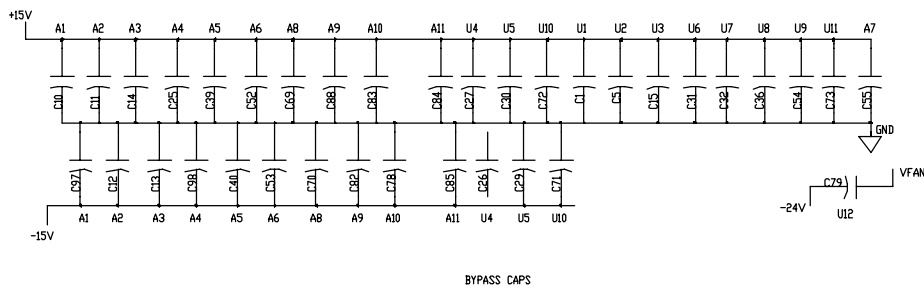 +15V
A1 A2 A3 A4 A5 A6 A8 A9 A10 A11 U4 U5 U10 U1 U2 U3 U6 U7 U8 U9 U11 A7
C10 C11 C14 C25 C39 C52 C69 C88 C83 C84 C27 C30 C72 C1 C5 C15 C31 C32 C36 C54 C73 C55
GND
C97 C12 C13 C98 C40 C53 C70 C82 C78 C85 C26 C29 C71
VFAN
C79
-24V
U12
A1 A2 A3 A4 A5 A6 A8 A9 A10 A11 U4 U5 U10
-15V
BYPASS CAPS